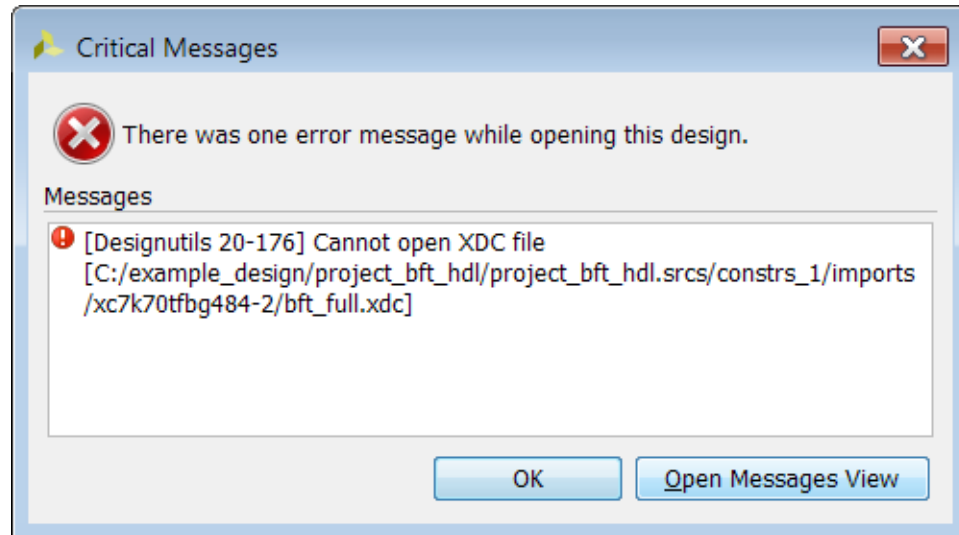 Critical Messages
There was one error message while opening this design.
Messages
[Designutils 20-176] Cannot open XDC file
[C:/example_design/project_bft_hdl/project_bft_hdl.srcs/constrs_1/imports
/xc7k70tfbg484-2/bft_full.xdc]
OK
Open Messages View